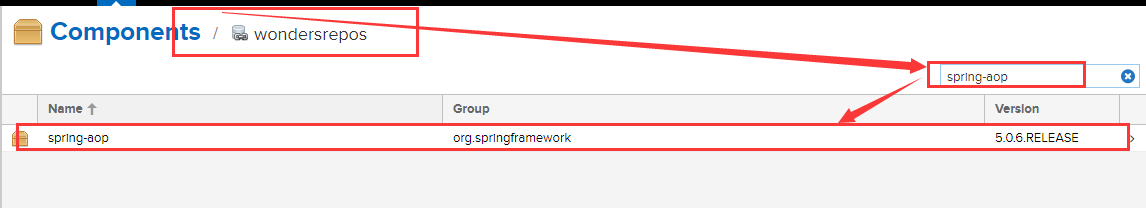 Components / wondersrepos
spring-aop
Name Group Version
spring-aop org.springframework 5.0.6.RELEASE